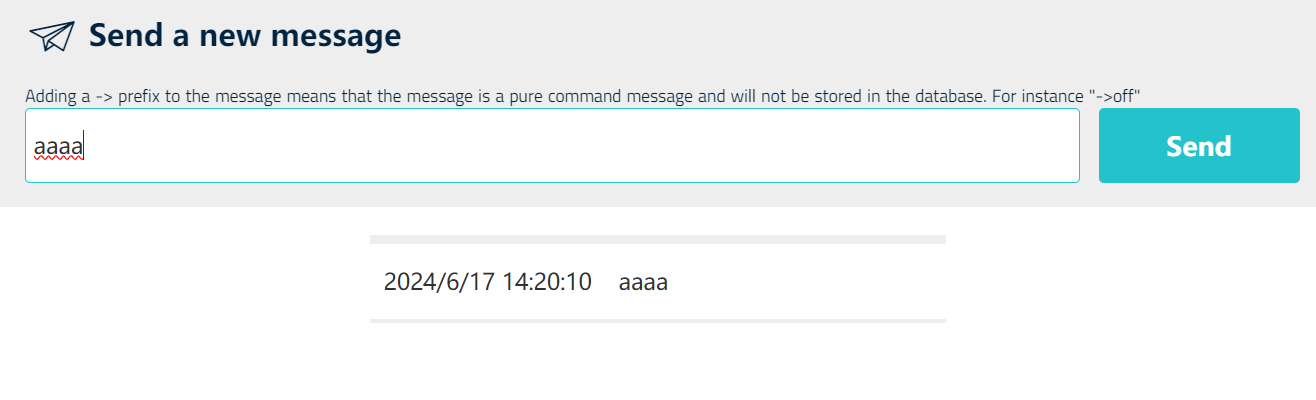 Send a new message
Adding a -> prefix to the message means that the message is a pure command message and will not be stored in the database. For instance "->off"
aaaa
Send
2024/6/17 14:20:10 aaaa